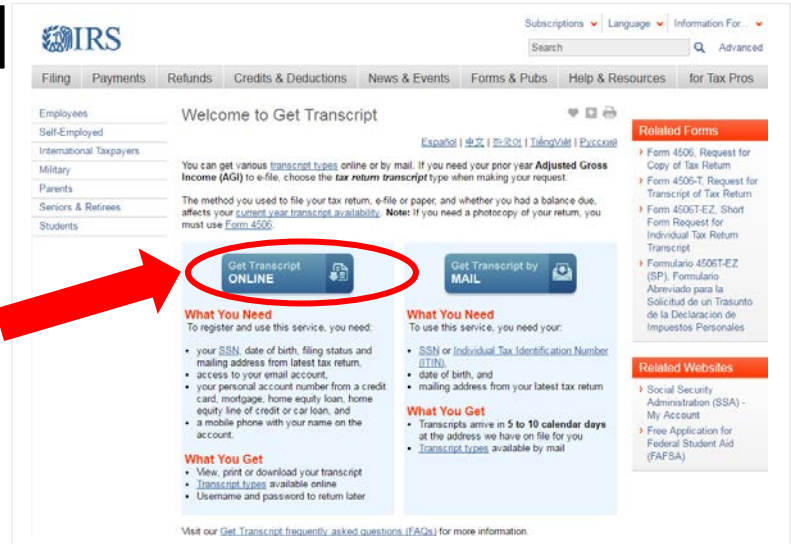 Subscriptions Language Information For...
IRS
Search Advanced
Filing Payments Refunds Credits & Deductions News & Events Forms & Pubs Help & Resources for Tax Pros
Employees
Self-Employed
International Taxpayers
Military
Parents
Seniors & Retirees
Students
Welcome to Get Transcript
Español | 中文 | 한국어 | TiếngViệt | Русский
You can get various transcript types online or by mail. If you need your prior year Adjusted Gross
Income (AGI) to e-file, choose the tax return transcript type when making your request.
The method you used to file your tax return, e-file or paper, and whether you had a balance due,
affects your current year transcript availability. Note: If you need a photocopy of your return, you
must use Form 4506.
Get Transcript
ONLINE
What You Need
To register and use this service, you need:
• your SSN, date of birth, filing status and
mailing address from latest tax return,
• access to your email account,
• your personal account number from a credit
card, mortgage, home equity loan, home
equity line of credit or car loan, and
• a mobile phone with your name on the
account.
What You Get
• View, print or download your transcript
• Transcript types available online
• Username and password to return later
Get Transcript by
MAIL
What You Need
To use this service, you need your:
• SSN or Individual Tax Identification Number
(ITIN),
• date of birth, and
• mailing address from your latest tax return
What You Get
• Transcripts arrive in 5 to 10 calendar days
at the address we have on file for you
• Transcript types available by mail
Visit our Get Transcript frequently asked questions (FAQs) for more information.
Related Forms
Form 4506, Request for
Copy of Tax Return
Form 4506-T, Request for
Transcript of Tax Return
Form 4506T-EZ, Short
Form Request for
Individual Tax Return
Transcript
Formulario 4506T-EZ
(SP), Formulario
Abreviado para la
Solicitud de un Trasunto
de la Declaracion de
Impuestos Personales
Related Websites
Social Security
Administration (SSA) -
My Account
Free Application for
Federal Student Aid
(FAFSA)